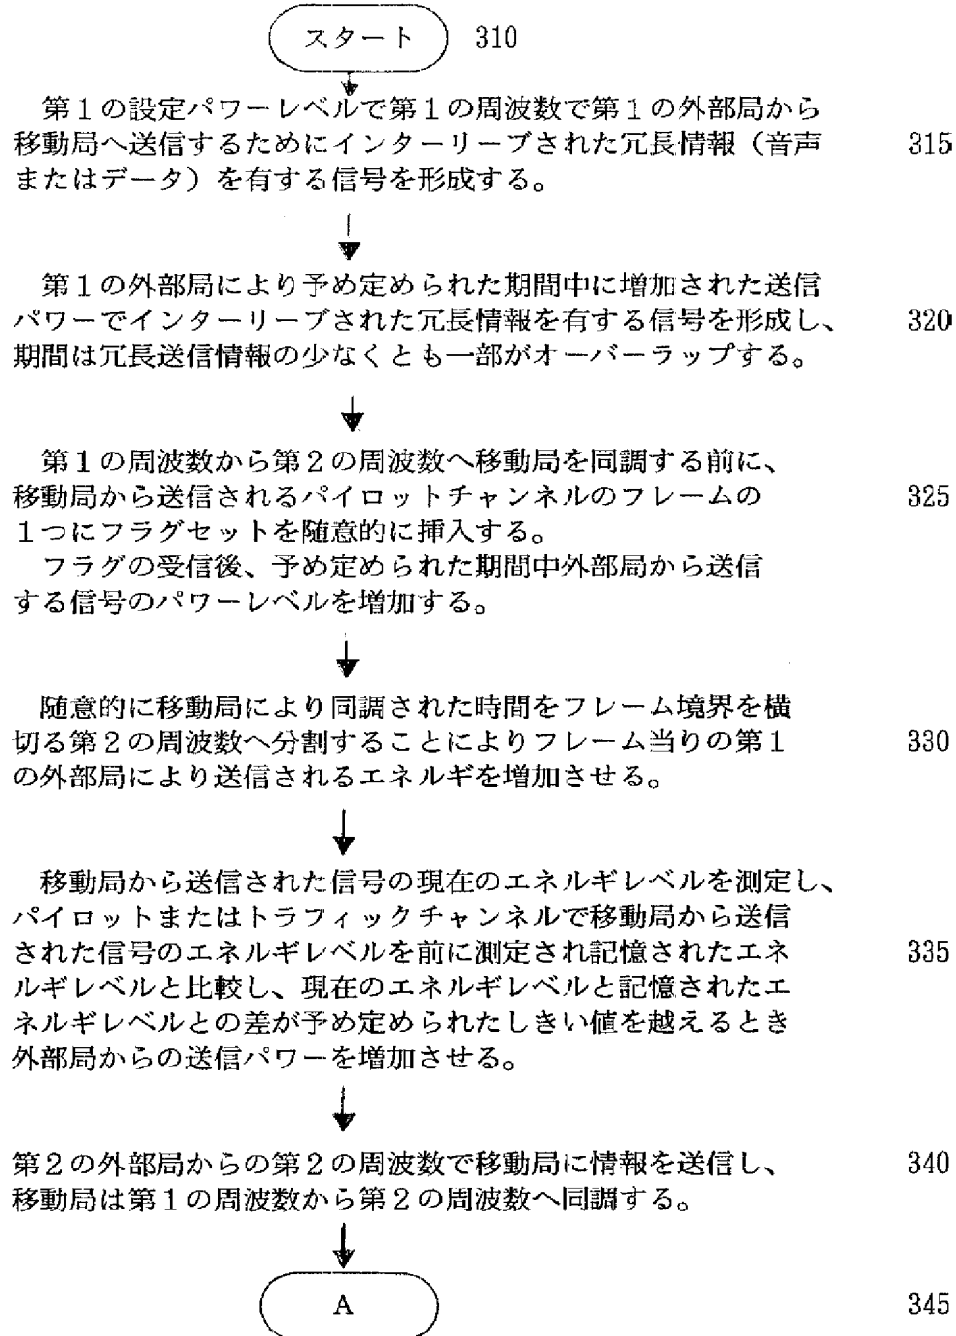 スタート 310
第１の設定パワーレベルで第１の周波数で第１の外部局から
移動局へ送信するためにインターリーブされた冗長情報（音声 315
またはデータ）を有する信号を形成する。
第１の外部局により予め定められた期間中に増加された送信
パワーでインターリーブされた冗長情報を有する信号を形成し、 320
期間は冗長送信情報の少なくとも一部がオーバーラップする。
第１の周波数から第２の周波数へ移動局を同調する前に、
移動局から送信されるパイロットチャンネルのフレームの 325
１つにフラグセットを随意的に挿入する。
フラグの受信後、予め定められた期間中外部局から送信
する信号のパワーレベルを増加する。
随意的に移動局により同調された時間をフレーム境界を横
切る第２の周波数へ分割することによりフレーム当りの第１ 330
の外部局により送信されるエネルギを増加させる。
移動局から送信された信号の現在のエネルギレベルを測定し、
パイロットまたはトラフィックチャンネルで移動局から送信
された信号のエネルギレベルを前に測定され記憶されたエネ 335
ルギレベルと比較し、現在のエネルギレベルと記憶されたエ
ネルギレベルとの差が予め定められたしきい値を越えるとき
外部局からの送信パワーを増加させる。
第２の外部局からの第２の周波数で移動局に情報を送信し、 340
移動局は第１の周波数から第２の周波数へ同調する。
A 345